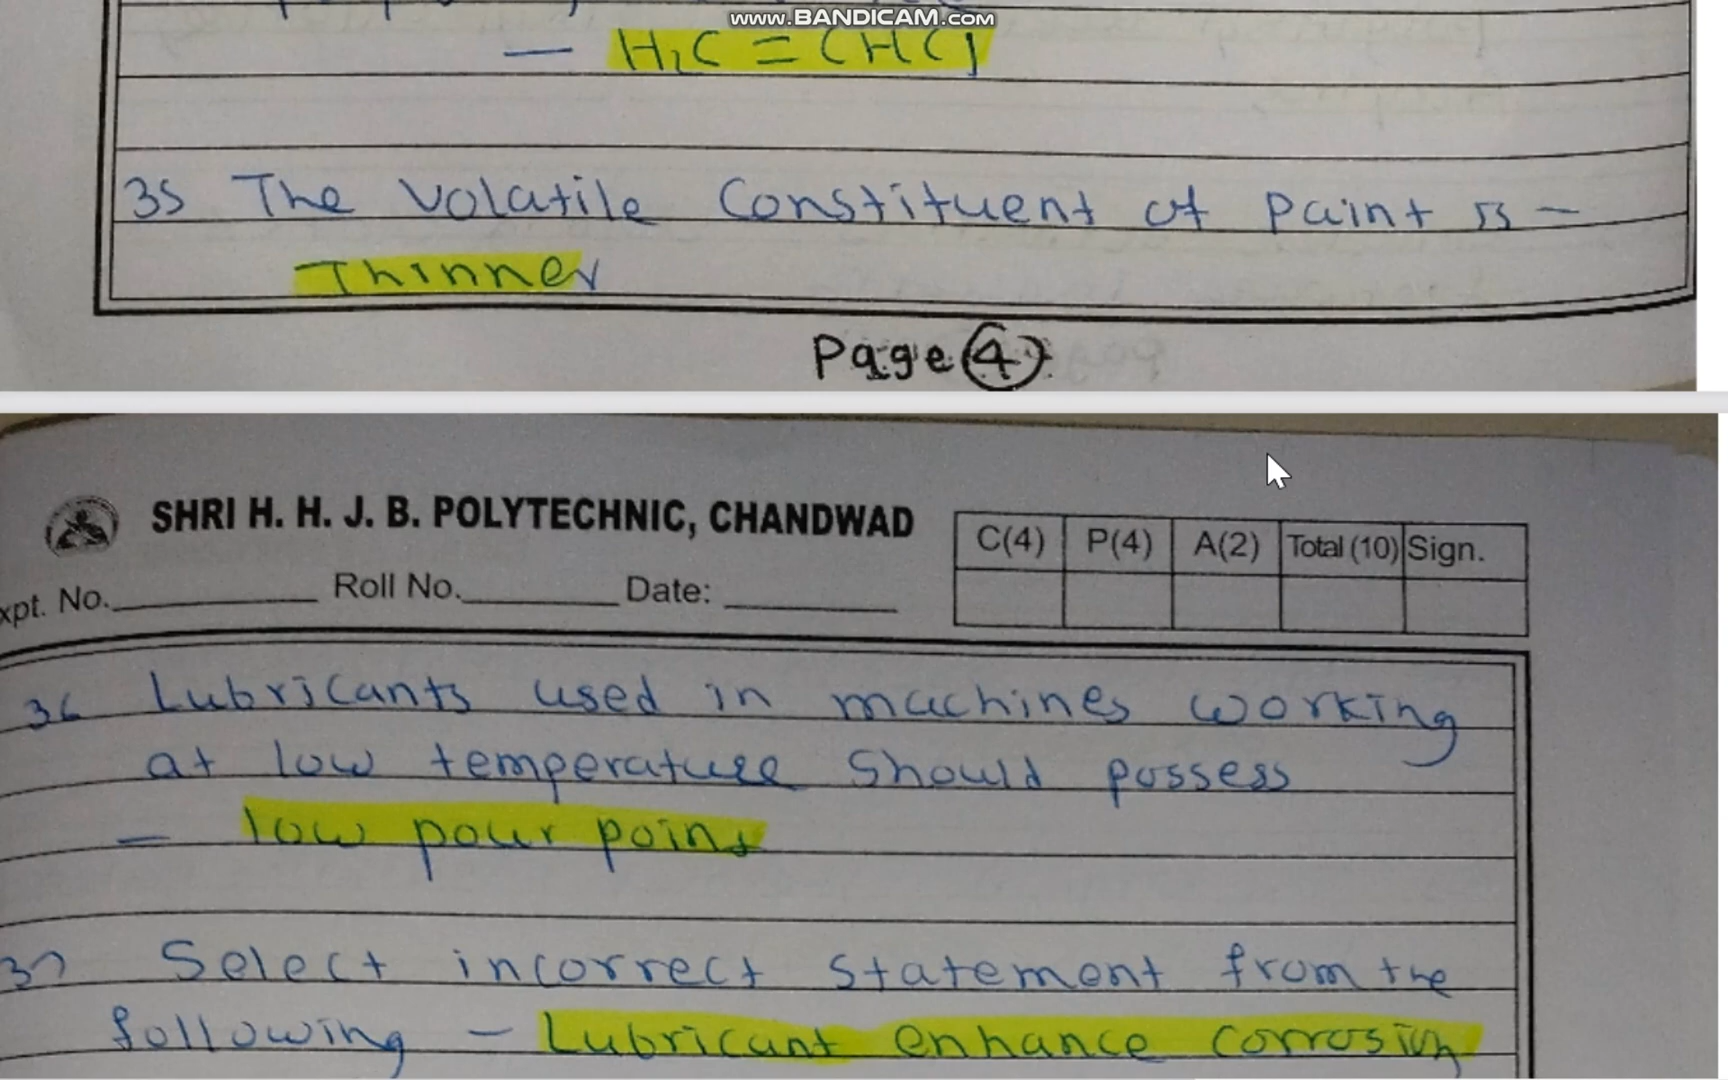 www.BANDICAM.com
— H₂C = CHCl
35 The volatile constituent of paint is —
Thinner
Page 4
SHRI H. H. J. B. POLYTECHNIC, CHANDWAD
C(4) P(4) A(2) Total (10) Sign.
xpt. No. Roll No. Date:
36 Lubricants used in machines working
at low temperature should possess
— low pour point
37 Select incorrect statement from the
following — Lubricant enhance corrosion